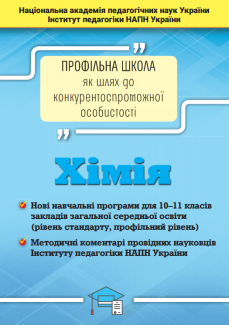 Національна академія педагогічних наук України
Інститут педагогіки НАПН України
ПРОФІЛЬНА ШКОЛА
як шлях до
конкурентоспроможної
особистості
Хімія
Нові навчальні програми для 10–11 класів
закладів загальної середньої освіти
(рівень стандарту, профільний рівень)
Методичні коментарі провідних науковців
Інституту педагогіки НАПН України